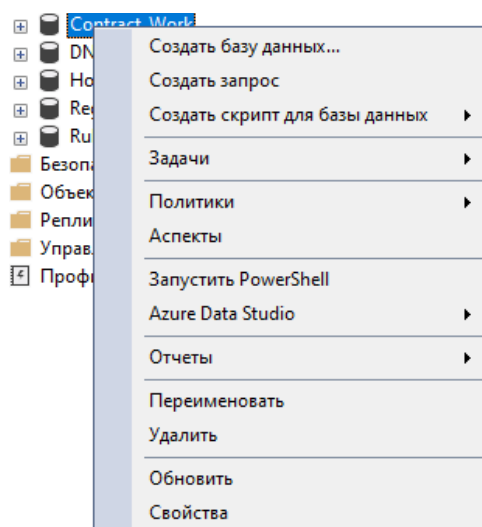 Contract_Work
DN
Ho
Re
Ru
Безопа
Объек
Репли
Управ
Профи
Создать базу данных...
Создать запрос
Создать скрипт для базы данных
Задачи
Политики
Аспекты
Запустить PowerShell
Azure Data Studio
Отчеты
Переименовать
Удалить
Обновить
Свойства